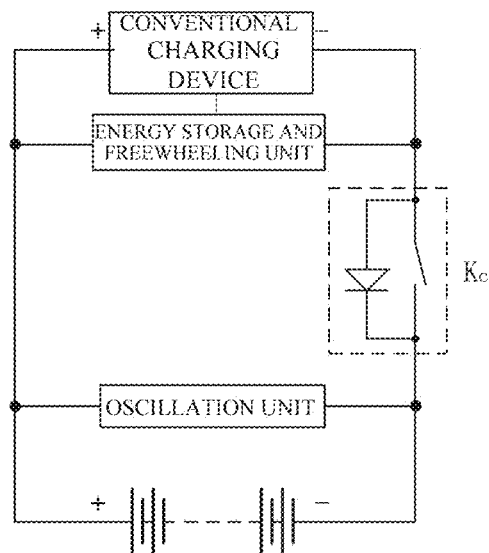 + CONVENTIONAL −
CHARGING
DEVICE
ENERGY STORAGE AND
FREEWHEELING UNIT
Kc
OSCILLATION UNIT
+ −